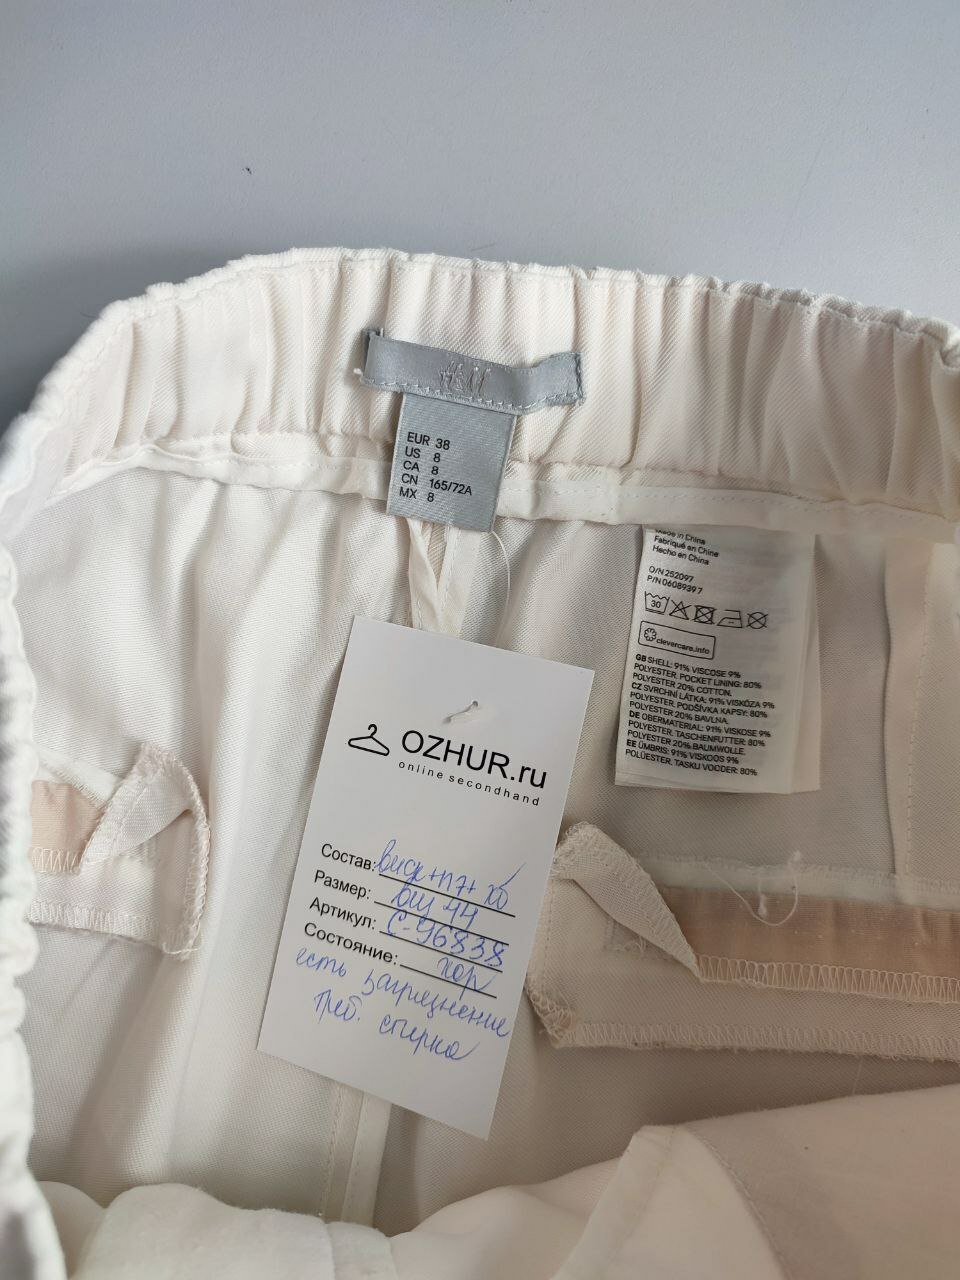 H&M
EUR 38
US 8
CA 8
CN 165/72A
MX 8
Made in China
Fabriqué en Chine
Hecho en China
O/N 252097
P/N 0608939 7
30
clevercare.info
GB SHELL: 91% VISCOSE 9%
POLYESTER. POCKET LINING: 80%
POLYESTER 20% COTTON.
CZ SVRCHNÍ LÁTKA: 91% VISKÓZA 9%
POLYESTER. PODŠÍVKA KAPSY: 80%
POLYESTER 20% BAVLNA.
DE OBERMATERIAL: 91% VISKOSE 9%
POLYESTER. TASCHENFUTTER: 80%
POLYESTER 20% BAUMWOLLE.
EE ÜMBRIS: 91% VISKOOS 9%
POLÜESTER. TASKU VOODER: 80%
OZHUR.ru
online secondhand
Состав: виск+пэ+хб
Размер: 44
Артикул: С-96838
Состояние: хор
есть загрязнение
треб. стирка